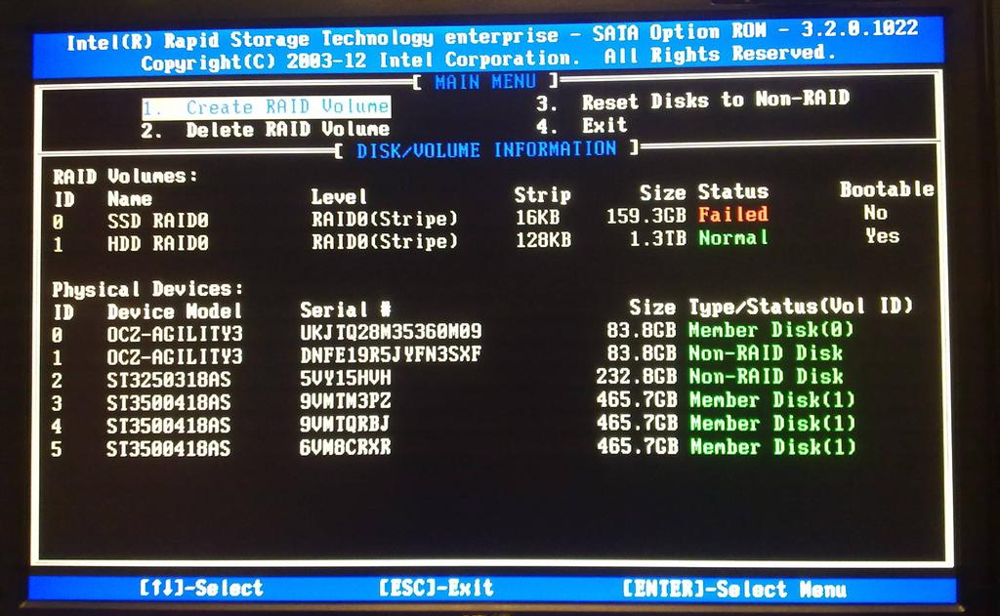 Intel(R) Rapid Storage Technology enterprise - SATA Option ROM - 3.2.0.1022
Copyright(C) 2003-12 Intel Corporation.  All Rights Reserved.
[ MAIN MENU ]
1. Create RAID Volume 3. Reset Disks to Non-RAID
2. Delete RAID Volume 4. Exit
[ DISK/VOLUME INFORMATION ]
RAID Volumes:
ID Name Level Strip Size Status Bootable
0 SSD RAID0 RAID0(Stripe) 16KB 159.3GB Failed No
1 HDD RAID0 RAID0(Stripe) 128KB 1.3TB Normal Yes
Physical Devices:
ID Device Model Serial # Size Type/Status(Vol ID)
0 OCZ-AGILITY3 UKJTQ28M35360M09 83.8GB Member Disk(0)
1 OCZ-AGILITY3 DNFE19R5JYFN3SXF 83.8GB Non-RAID Disk
2 ST3250318AS 5VY15HVH 232.8GB Non-RAID Disk
3 ST3500418AS 9VMTM3PZ 465.7GB Member Disk(1)
4 ST3500418AS 9VMTQRBJ 465.7GB Member Disk(1)
5 ST3500418AS 6VM8CRXR 465.7GB Member Disk(1)
[↑↓]-Select [ESC]-Exit [ENTER]-Select Menu